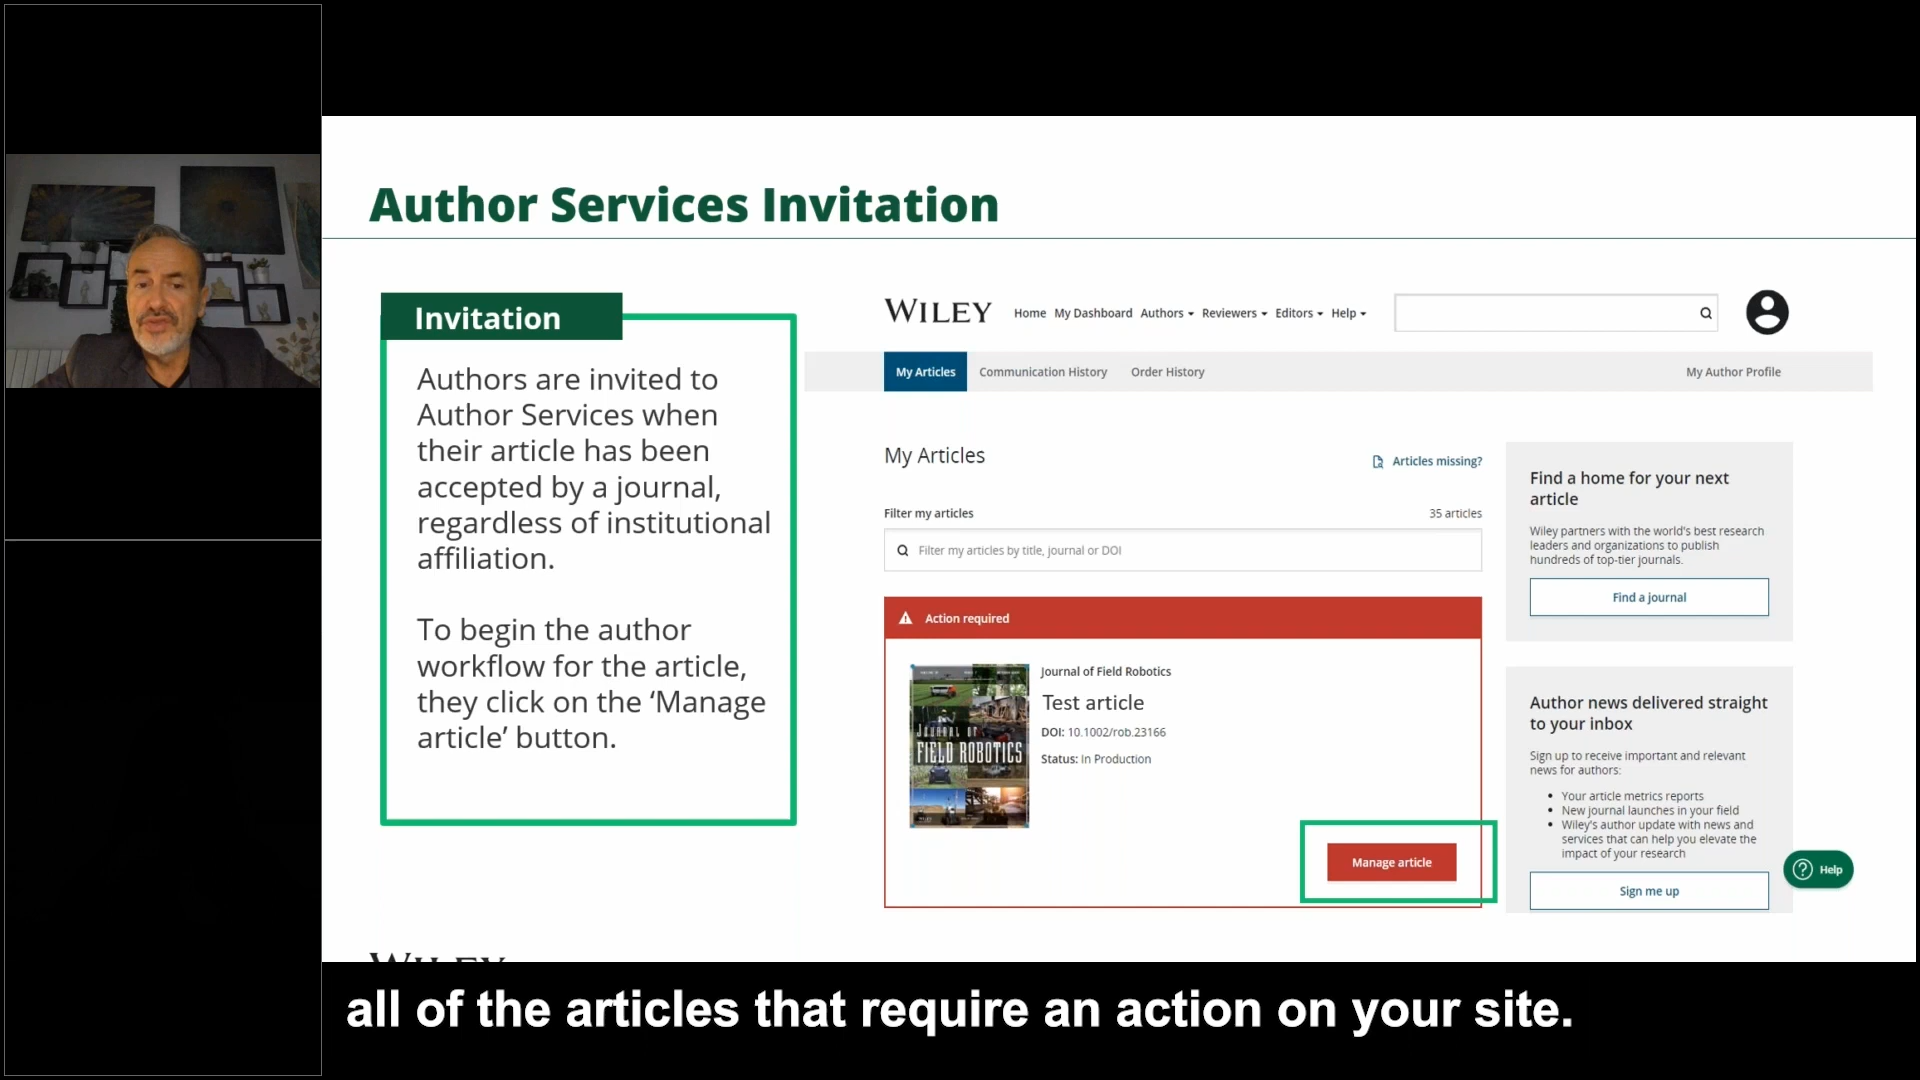 Author Services Invitation
Invitation
Authors are invited to
Author Services when
their article has been
accepted by a journal,
regardless of institutional
affiliation.
To begin the author
workflow for the article,
they click on the ‘Manage
article’ button.
WILEY
Home My Dashboard Authors Reviewers Editors Help
My Articles Communication History Order History My Author Profile
My Articles
Articles missing?
Filter my articles
35 articles
Filter my articles by title, journal or DOI
Action required
JOURNAL OF
FIELD ROBOTICS
Journal of Field Robotics
Test article
DOI: 10.1002/rob.23166
Status: In Production
Manage article
Find a home for your next
article
Wiley partners with the world's best research
leaders and organizations to publish
hundreds of top-tier journals.
Find a journal
Author news delivered straight
to your inbox
Sign up to receive important and relevant
news for authors:
Your article metrics reports
New journal launches in your field
Wiley's author update with news and
services that can help you elevate the
impact of your research
Sign me up
Help
WILEY
all of the articles that require an action on your site.